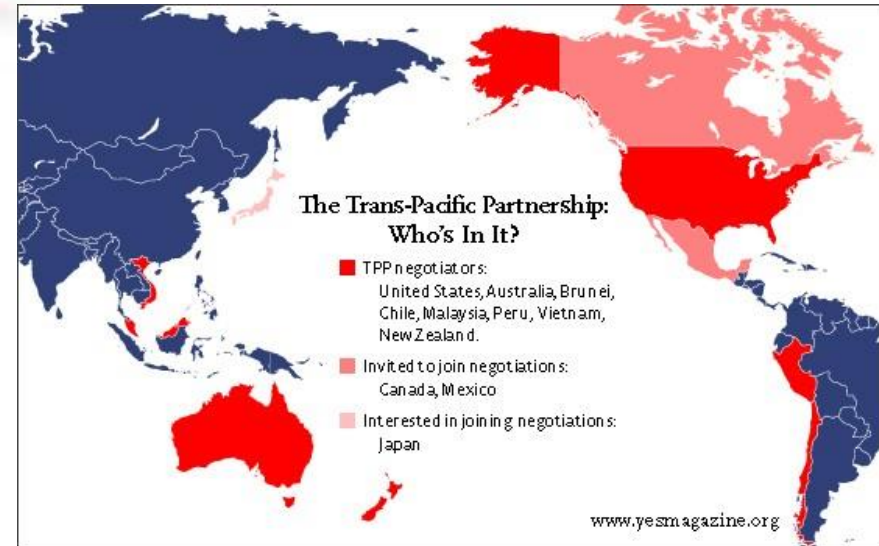 The Trans-Pacific Partnership:
Who's In It?
TPP negotiators:
United States, Australia, Brunei,
Chile, Malaysia, Peru, Vietnam,
New Zealand.
Invited to join negotiations:
Canada, Mexico
Interested in joining negotiations:
Japan
www.yesmagazine.org